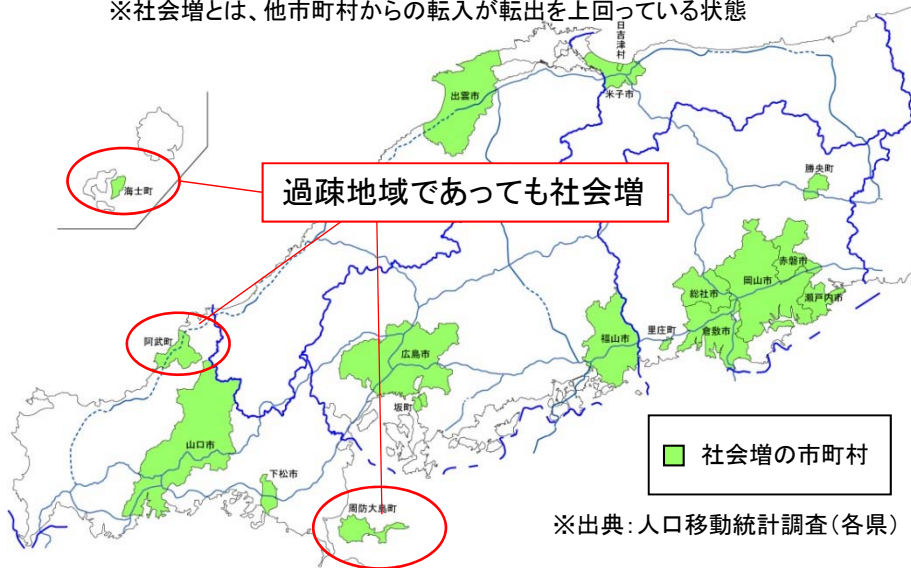 ※社会増とは、他市町村からの転入が転出を上回っている状態
日吉津村
出雲市
米子市
海士町
勝央町
過疎地域であっても社会増
赤磐市
岡山市
総社市
瀬戸内市
阿武町
里庄町
倉敷市
福山市
広島市
坂町
山口市
社会増の市町村
下松市
周防大島町
※出典：人口移動統計調査（各県）